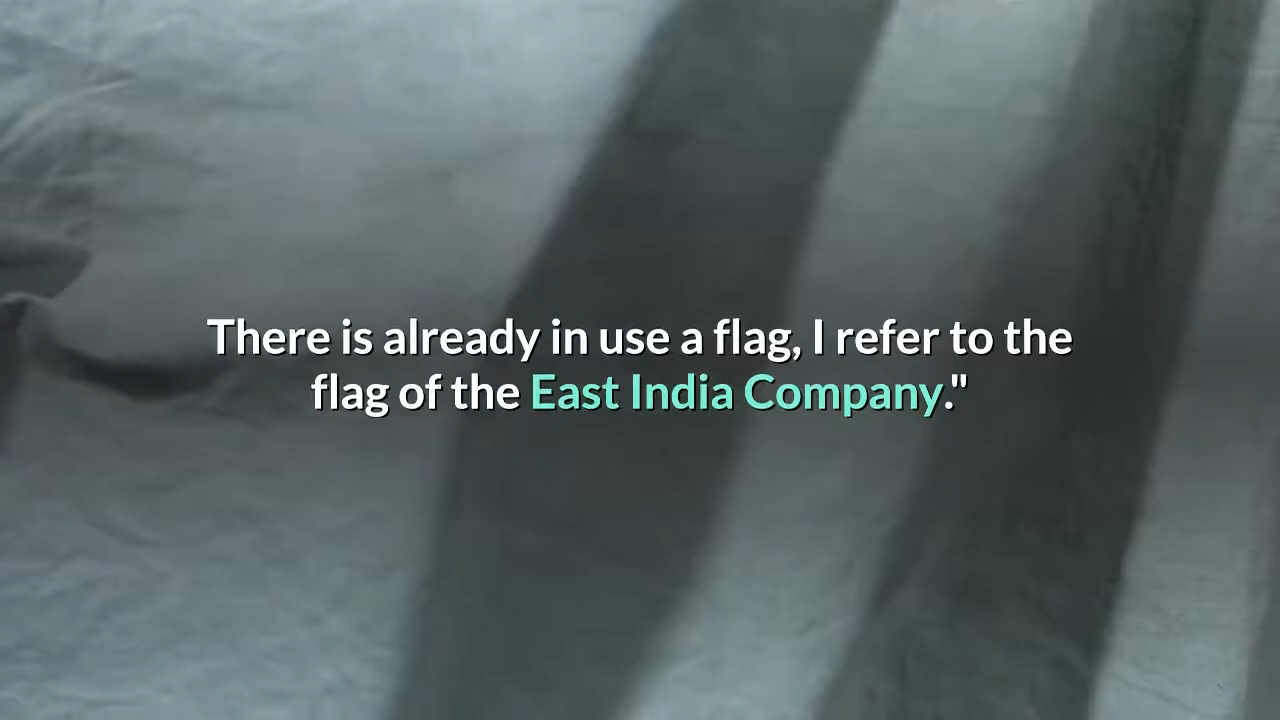 There is already in use a flag, I refer to the
flag of the East India Company."